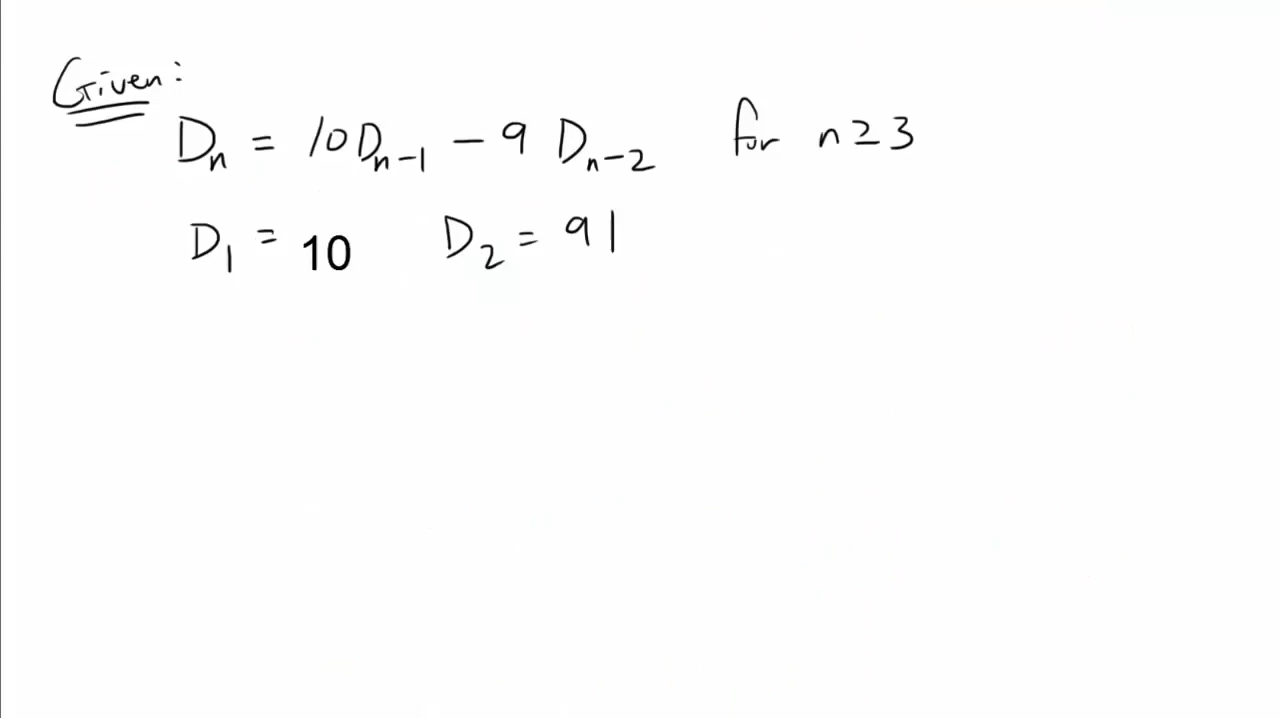 Given:
Dₙ = 10Dₙ₋₁ − 9 Dₙ₋₂ for n ≥ 3
D₁ = 10 D₂ = 91